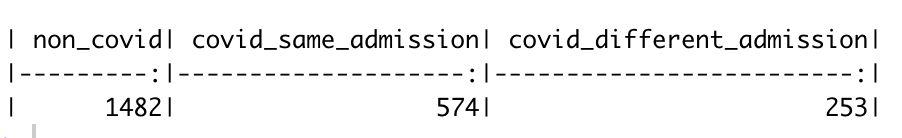 | non_covid| covid_same_admission| covid_different_admission|
|---------:|--------------------:|-------------------------:|
|      1482|                  574|                       253|